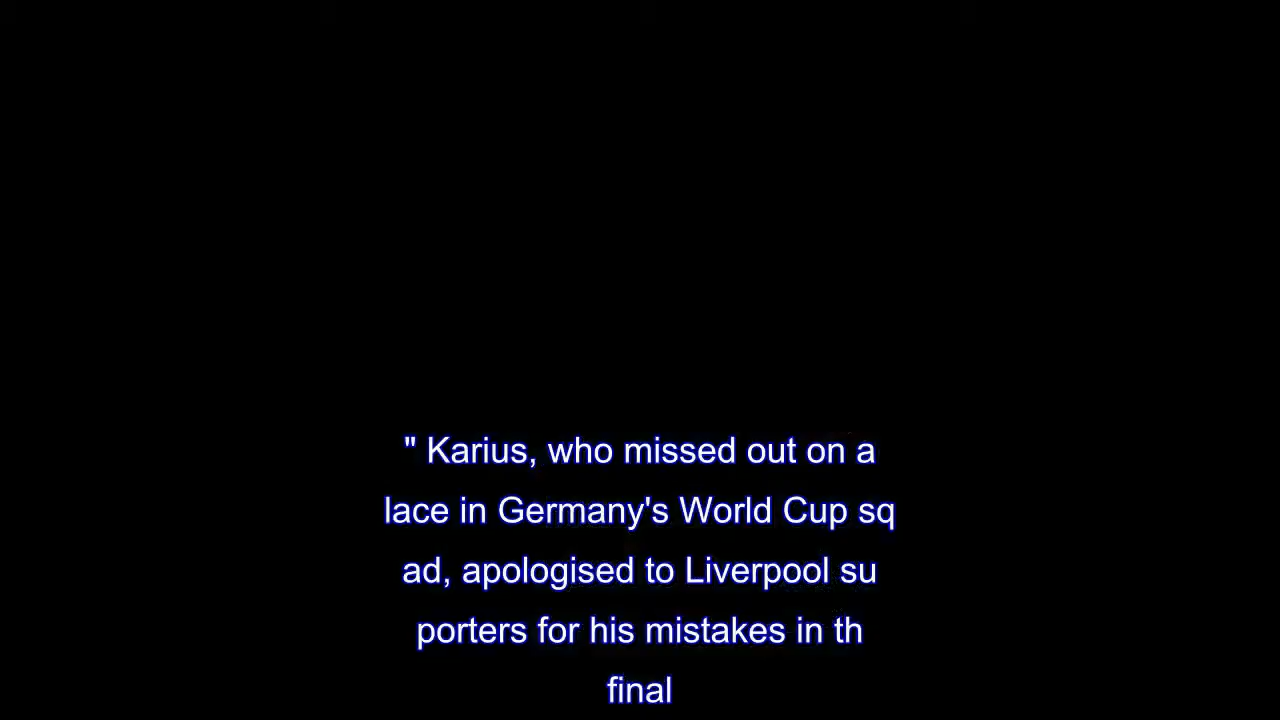 " Karius, who missed out on a
lace in Germany's World Cup sq
ad, apologised to Liverpool su
porters for his mistakes in th
final